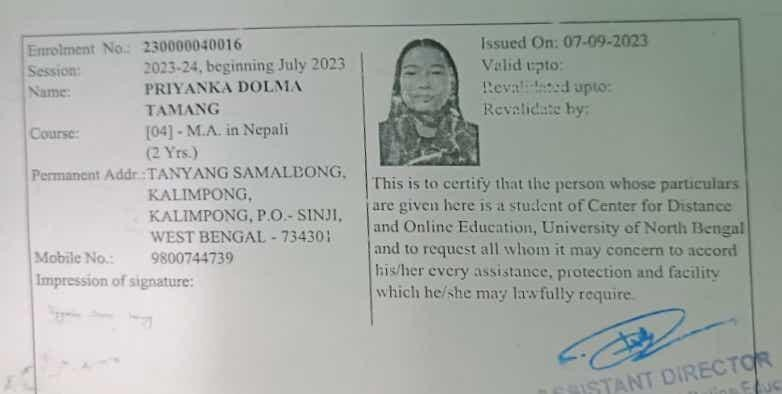 Enrolment No.: 230000040016
Session: 2023-24, beginning July 2023
Name: PRIYANKA DOLMA
TAMANG
Course: [04] - M.A. in Nepali
(2 Yrs.)
Permanent Addr.: TANYANG SAMALBONG,
KALIMPONG,
KALIMPONG, P.O.- SINJI,
WEST BENGAL - 734301
Mobile No.: 9800744739
Impression of signature:
Issued On: 07-09-2023
Valid upto:
Revalidated upto:
Revalidate by:
This is to certify that the person whose particulars
are given here is a student of Center for Distance
and Online Education, University of North Bengal
and to request all whom it may concern to accord
his/her every assistance, protection and facility
which he/she may lawfully require.
ASSISTANT DIRECTOR